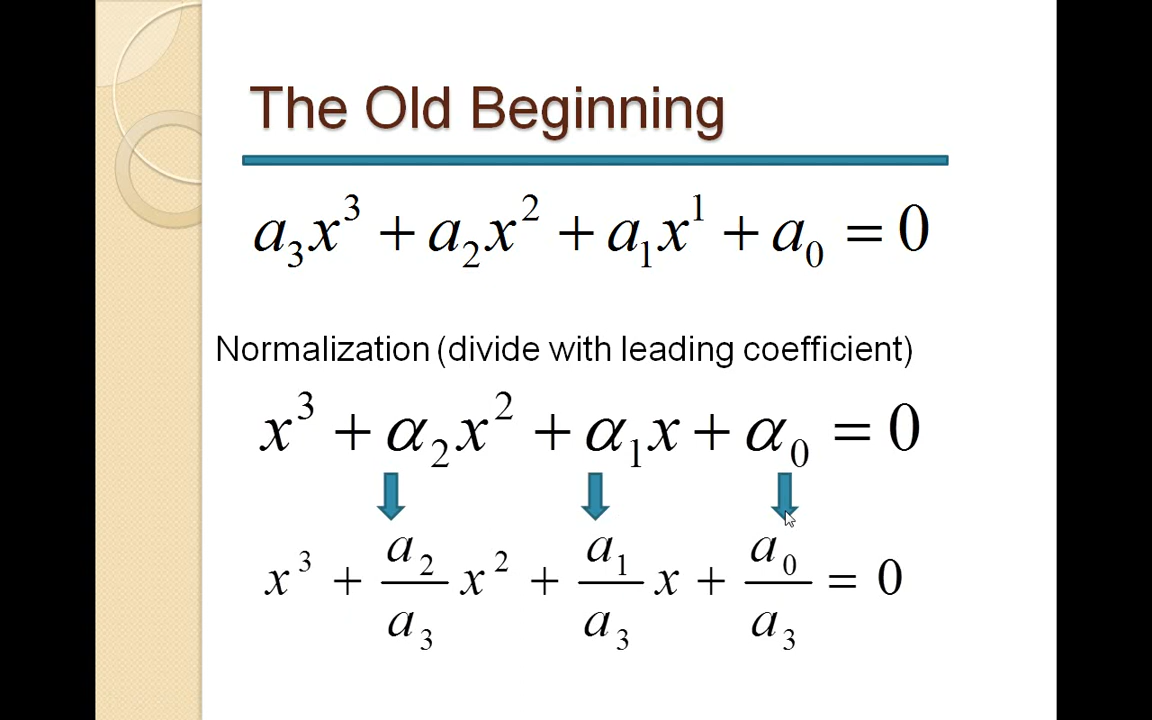 The Old Beginning
a₃x³ + a₂x² + a₁x¹ + a₀ = 0
Normalization (divide with leading coefficient)
x³ + α₂x² + α₁x + α₀ = 0
x³ + a₂/a₃ x² + a₁/a₃ x + a₀/a₃ = 0